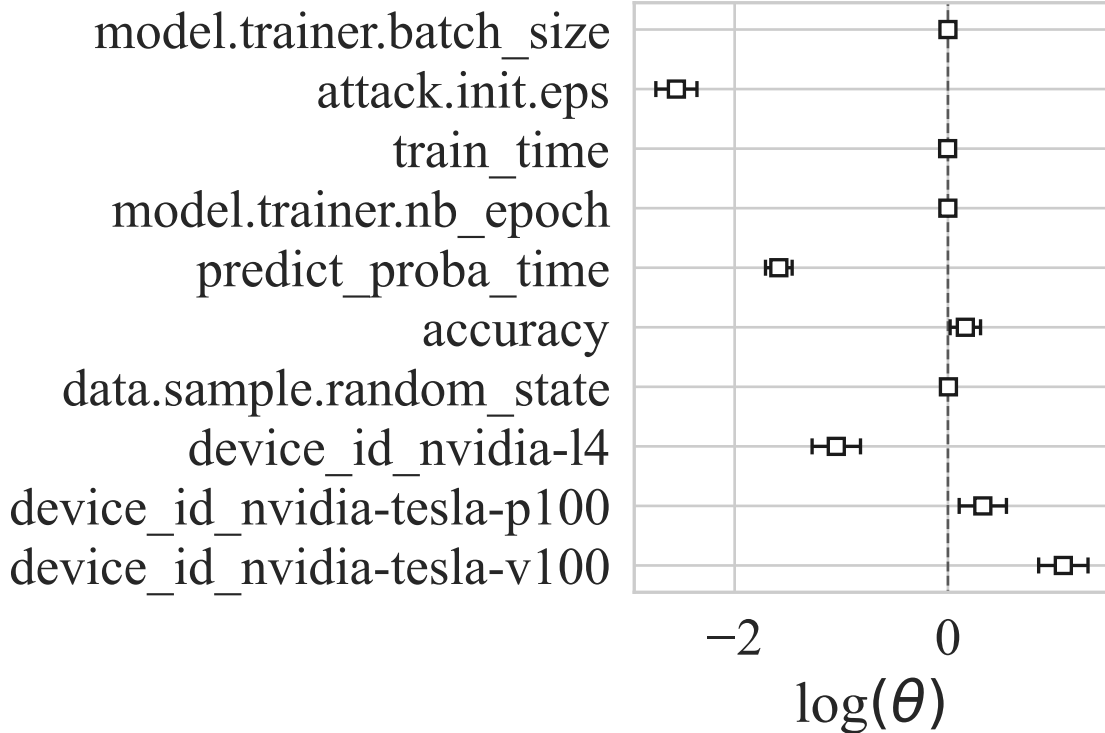 model.trainer.batch_size
attack.init.eps
train_time
model.trainer.nb_epoch
predict_proba_time
accuracy
data.sample.random_state
device_id_nvidia-l4
device_id_nvidia-tesla-p100
device_id_nvidia-tesla-v100
−2 0
log(θ)